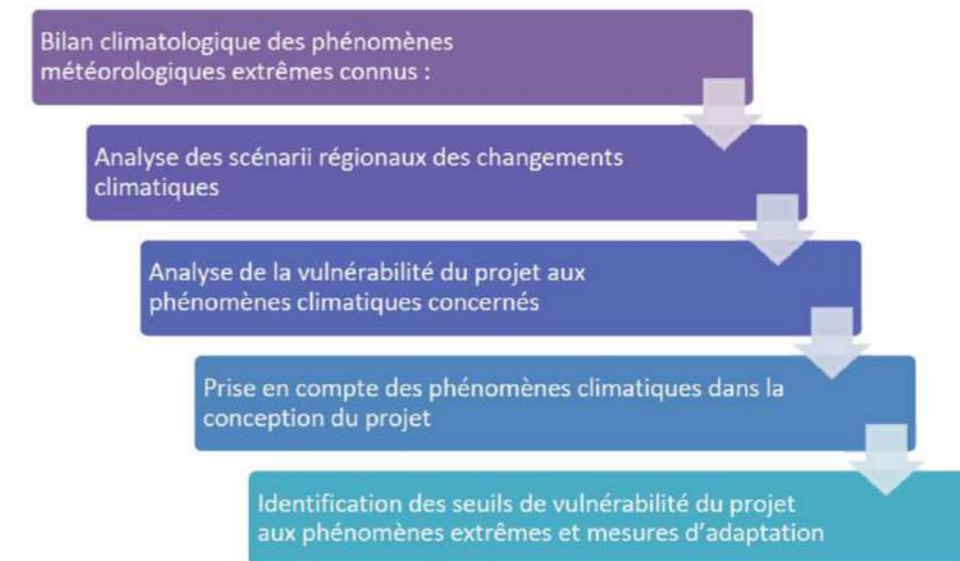 Bilan climatologique des phénomènes
météorologiques extrêmes connus :
Analyse des scénarii régionaux des changements
climatiques
Analyse de la vulnérabilité du projet aux
phénomènes climatiques concernés
Prise en compte des phénomènes climatiques dans la
conception du projet
Identification des seuils de vulnérabilité du projet
aux phénomènes extrêmes et mesures d'adaptation